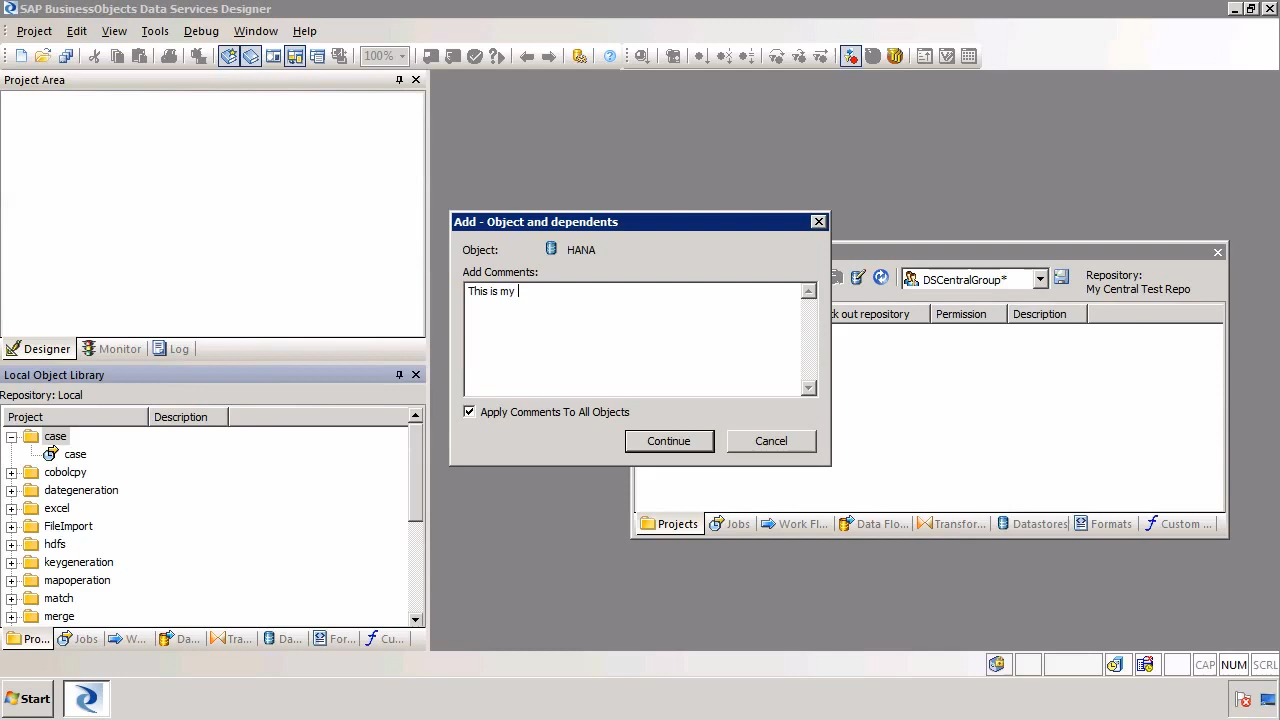 SAP BusinessObjects Data Services Designer
Project Edit View Tools Debug Window Help
100%
Project Area
Designer Monitor Log
Local Object Library
Repository: Local
Project Description
case
case
cobolcpy
dategeneration
excel
FileImport
hdfs
keygeneration
mapoperation
match
merge
Pro... Jobs W... Da... Tra... Da... For... Cu...
Add - Object and dependents
Object: HANA
Add Comments:
This is my
Apply Comments To All Objects
Continue Cancel
DSCentralGroup*
Repository:
My Central Test Repo
ck out repository Permission Description
Projects Jobs Work Fl... Data Flo... Transfor... Datastores Formats Custom ...
CAP NUM SCRL
Start